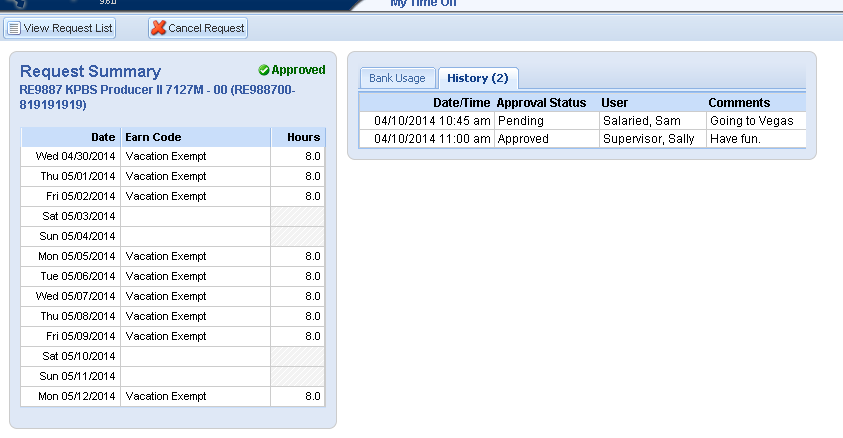 9.6.0
My Time Off
View Request List
Cancel Request
Request Summary
Approved
RE9887 KPBS Producer II 7127M - 00 (RE988700-
819191919)
Date Earn Code Hours
Wed 04/30/2014 Vacation Exempt 8.0
Thu 05/01/2014 Vacation Exempt 8.0
Fri 05/02/2014 Vacation Exempt 8.0
Sat 05/03/2014
Sun 05/04/2014
Mon 05/05/2014 Vacation Exempt 8.0
Tue 05/06/2014 Vacation Exempt 8.0
Wed 05/07/2014 Vacation Exempt 8.0
Thu 05/08/2014 Vacation Exempt 8.0
Fri 05/09/2014 Vacation Exempt 8.0
Sat 05/10/2014
Sun 05/11/2014
Mon 05/12/2014 Vacation Exempt 8.0
Bank Usage History (2)
Date/Time Approval Status User Comments
04/10/2014 10:45 am Pending Salaried, Sam Going to Vegas
04/10/2014 11:00 am Approved Supervisor, Sally Have fun.